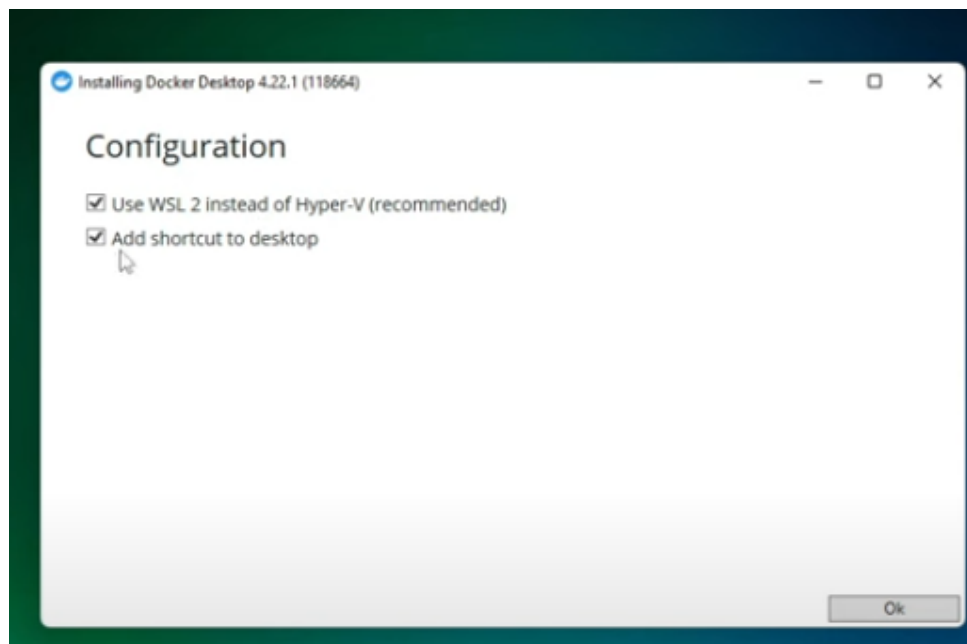 Installing Docker Desktop 4.22.1 (118664)
Configuration
Use WSL 2 instead of Hyper-V (recommended)
Add shortcut to desktop
Ok